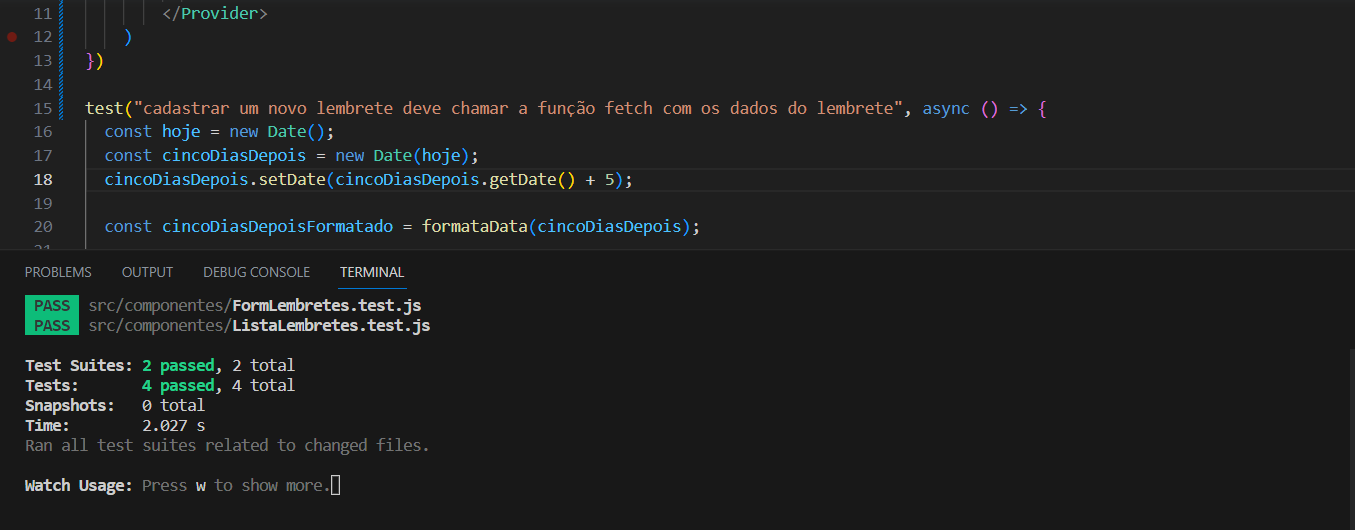 11 </Provider>
12 )
13 })
14
15 test("cadastrar um novo lembrete deve chamar a função fetch com os dados do lembrete", async () => {
16 const hoje = new Date();
17 const cincoDiasDepois = new Date(hoje);
18 cincoDiasDepois.setDate(cincoDiasDepois.getDate() + 5);
19
20 const cincoDiasDepoisFormatado = formataData(cincoDiasDepois);
21
PROBLEMS OUTPUT DEBUG CONSOLE TERMINAL
PASS src/componentes/FormLembretes.test.js
PASS src/componentes/ListaLembretes.test.js
Test Suites: 2 passed, 2 total
Tests: 4 passed, 4 total
Snapshots: 0 total
Time: 2.027 s
Ran all test suites related to changed files.
Watch Usage: Press w to show more.